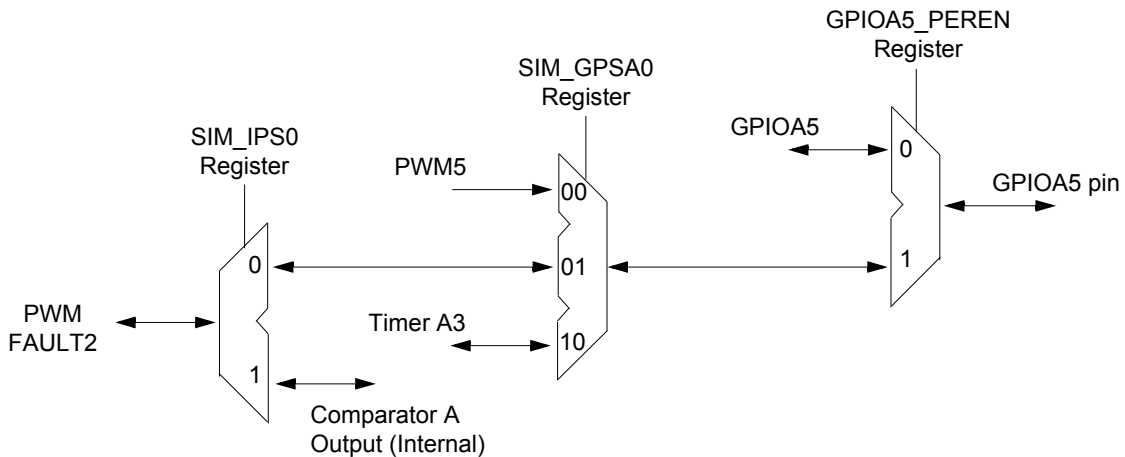 GPIOA5_PEREN
Register
SIM_GPSA0
Register
SIM_IPS0
Register
GPIOA5
0
PWM5
00
GPIOA5 pin
0
01
1
PWM
FAULT2
Timer A3
10
1
Comparator A
Output (Internal)